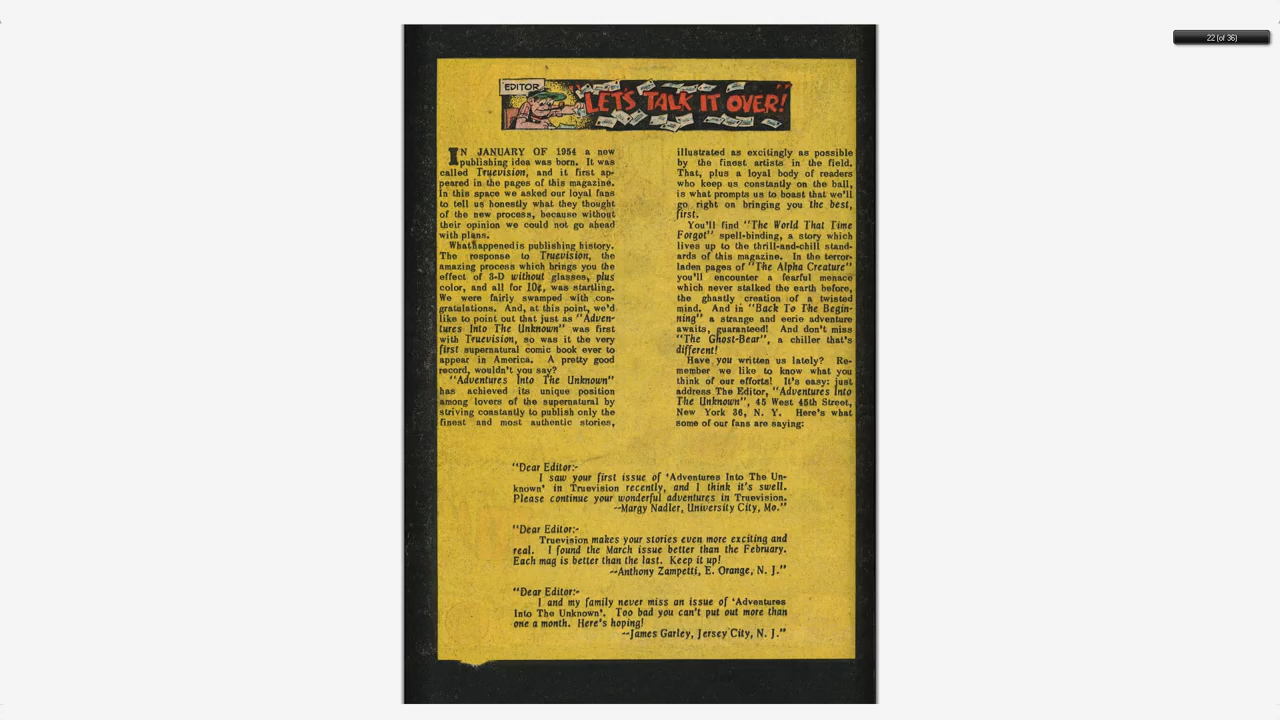 22 (of 36)
EDITOR
"LET'S TALK IT OVER!"
IN JANUARY OF 1954 a new
publishing idea was born. It was
called Truevision, and it first ap-
peared in the pages of this magazine.
In this space we asked our loyal fans
to tell us honestly what they thought
of the new process, because without
their opinion we could not go ahead
with plans.
What happened is publishing history.
The response to Truevision, the
amazing process which brings you the
effect of 3-D without glasses, plus
color, and all for 10¢, was startling.
We were fairly swamped with con-
gratulations. And, at this point, we'd
like to point out that just as "Adven-
tures Into The Unknown" was first
with Truevision, so was it the very
first supernatural comic book ever to
appear in America. A pretty good
record, wouldn't you say?
"Adventures Into The Unknown"
has achieved its unique position
among lovers of the supernatural by
striving constantly to publish only the
finest and most authentic stories,
illustrated as excitingly as possible
by the finest artists in the field.
That, plus a loyal body of readers
who keep us constantly on the ball,
is what prompts us to boast that we'll
go right on bringing you the best,
first.
You'll find "The World That Time
Forgot" spell-binding, a story which
lives up to the thrill-and-chill stand-
ards of this magazine. In the terror-
laden pages of "The Alpha Creature"
you'll encounter a fearful menace
which never stalked the earth before,
the ghastly creation of a twisted
mind. And in "Back To The Begin-
ning" a strange and eerie adventure
awaits, guaranteed! And don't miss
"The Ghost-Bear", a chiller that's
different!
Have you written us lately? Re-
member we like to know what you
think of our efforts! It's easy: just
address The Editor, "Adventures Into
The Unknown", 45 West 45th Street,
New York 36, N. Y. Here's what
some of our fans are saying:
"Dear Editor:-
I saw your first issue of 'Adventures Into The Un-
known' in Truevision recently, and I think it's swell.
Please continue your wonderful adventures in Truevision.
--Margy Nadler, University City, Mo."
"Dear Editor:-
Truevision makes your stories even more exciting and
real. I found the March issue better than the February.
Each mag is better than the last. Keep it up!
--Anthony Zampetti, E. Orange, N. J."
"Dear Editor:-
I and my family never miss an issue of 'Adventures
Into The Unknown'. Too bad you can't put out more than
one a month. Here's hoping!
--James Garley, Jersey City, N. J."